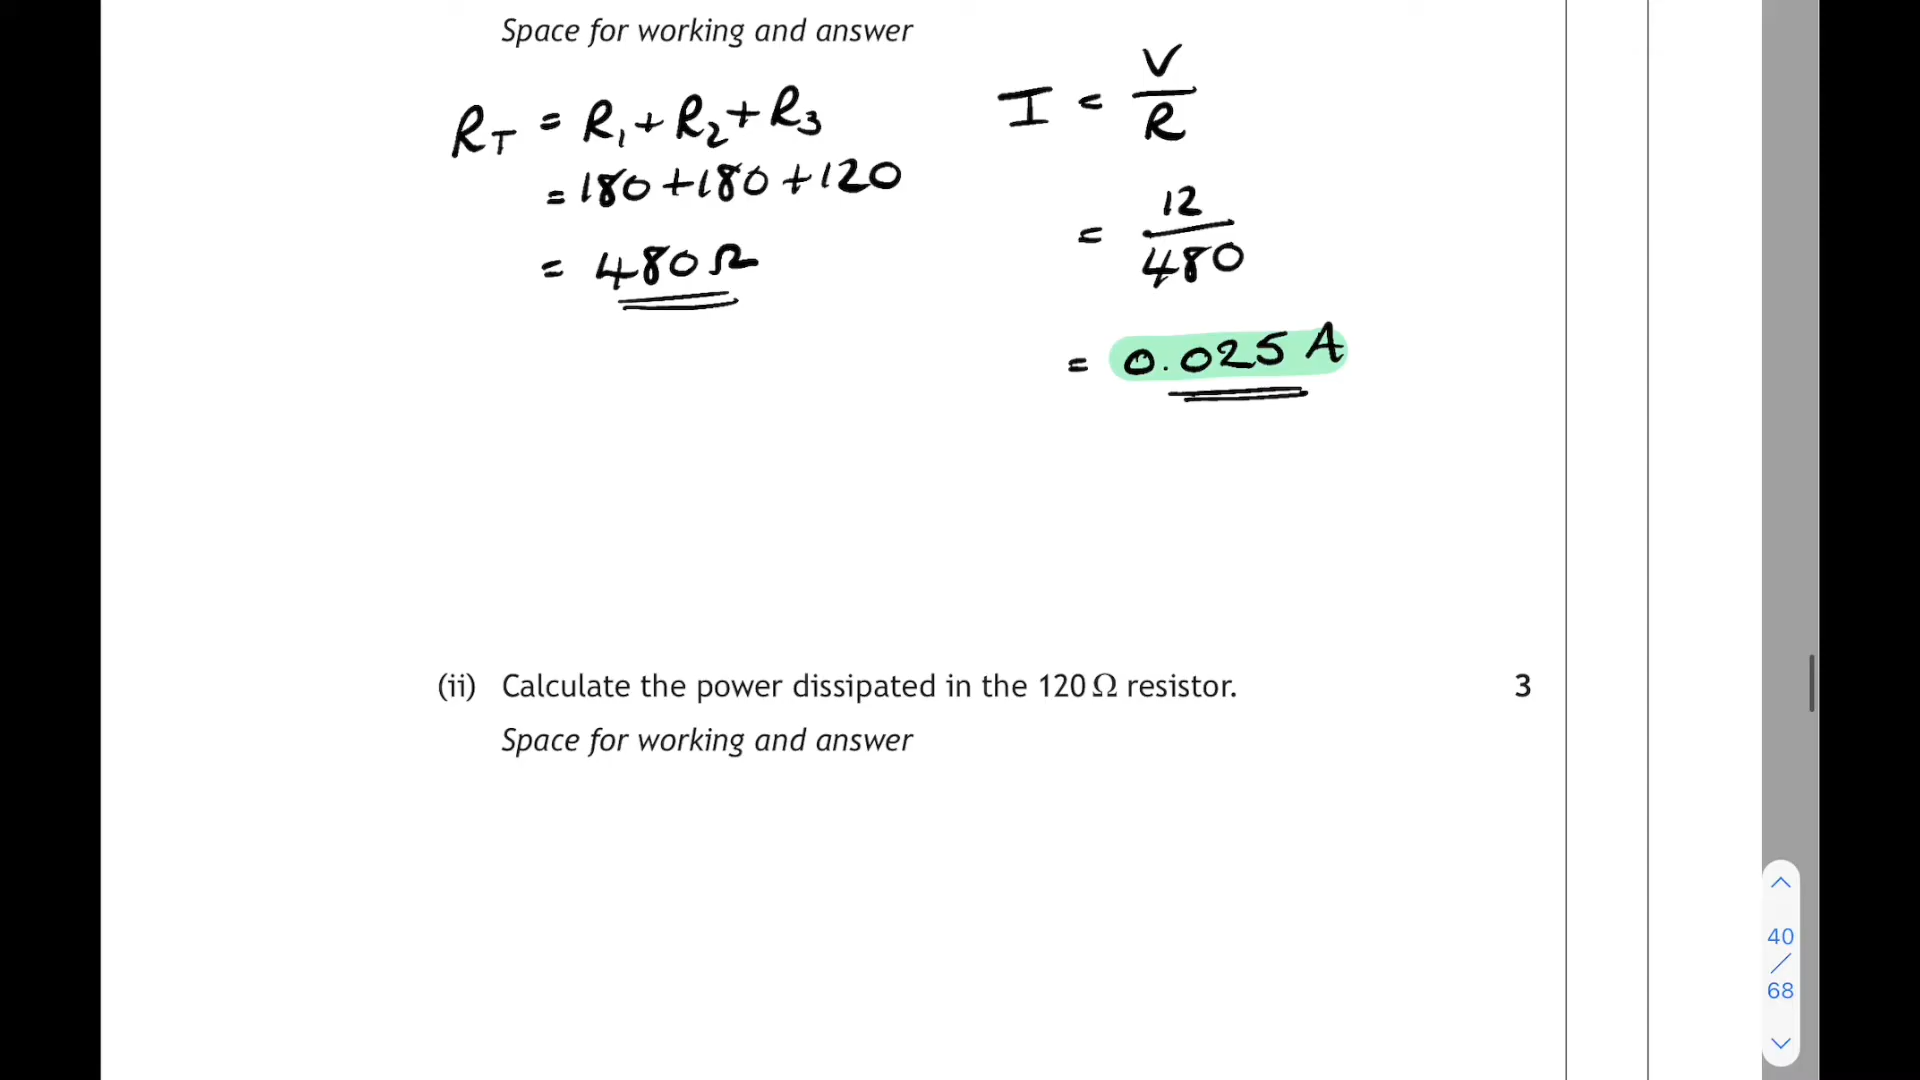 Space for working and answer
R_T = R_1 + R_2 + R_3
= 180 + 180 + 120
= 480 Ω
I = V/R
= 12/480
= 0.025 A
(ii) Calculate the power dissipated in the 120 Ω resistor. 3
Space for working and answer
40
/
68